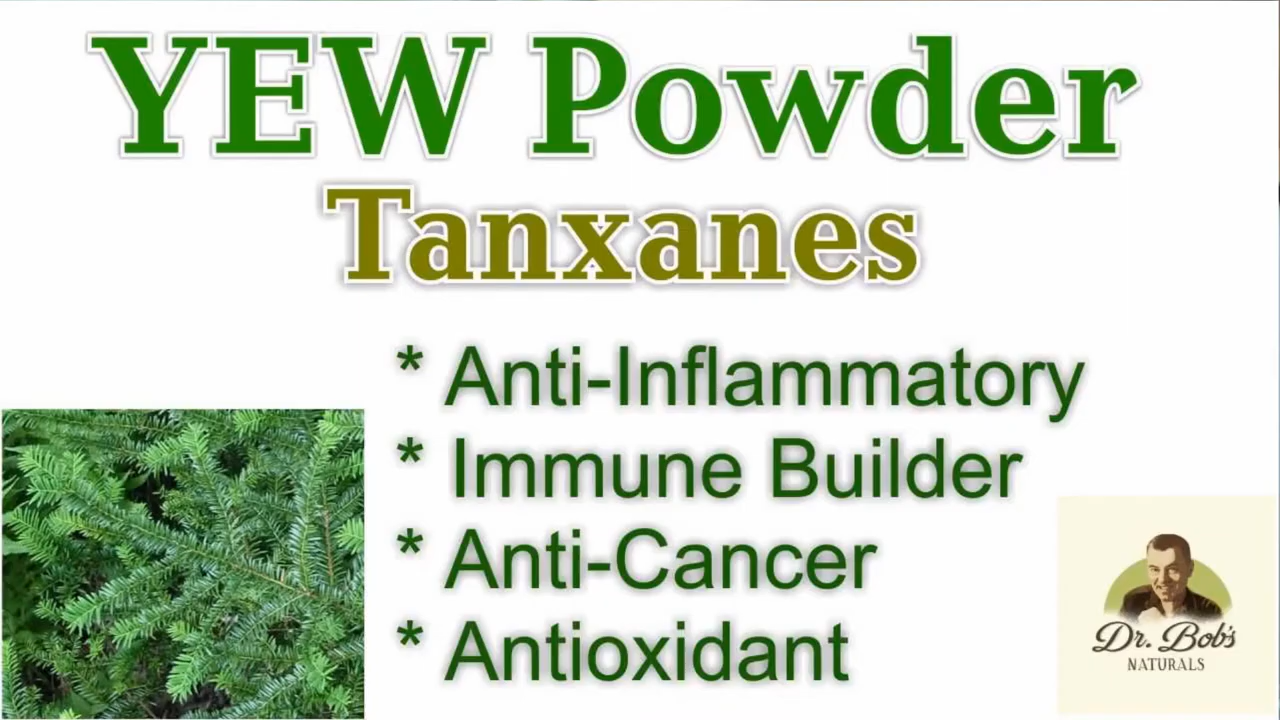 YEW Powder
Tanxanes
* Anti-Inflammatory
* Immune Builder
* Anti-Cancer
* Antioxidant
Dr. Bob's
NATURALS